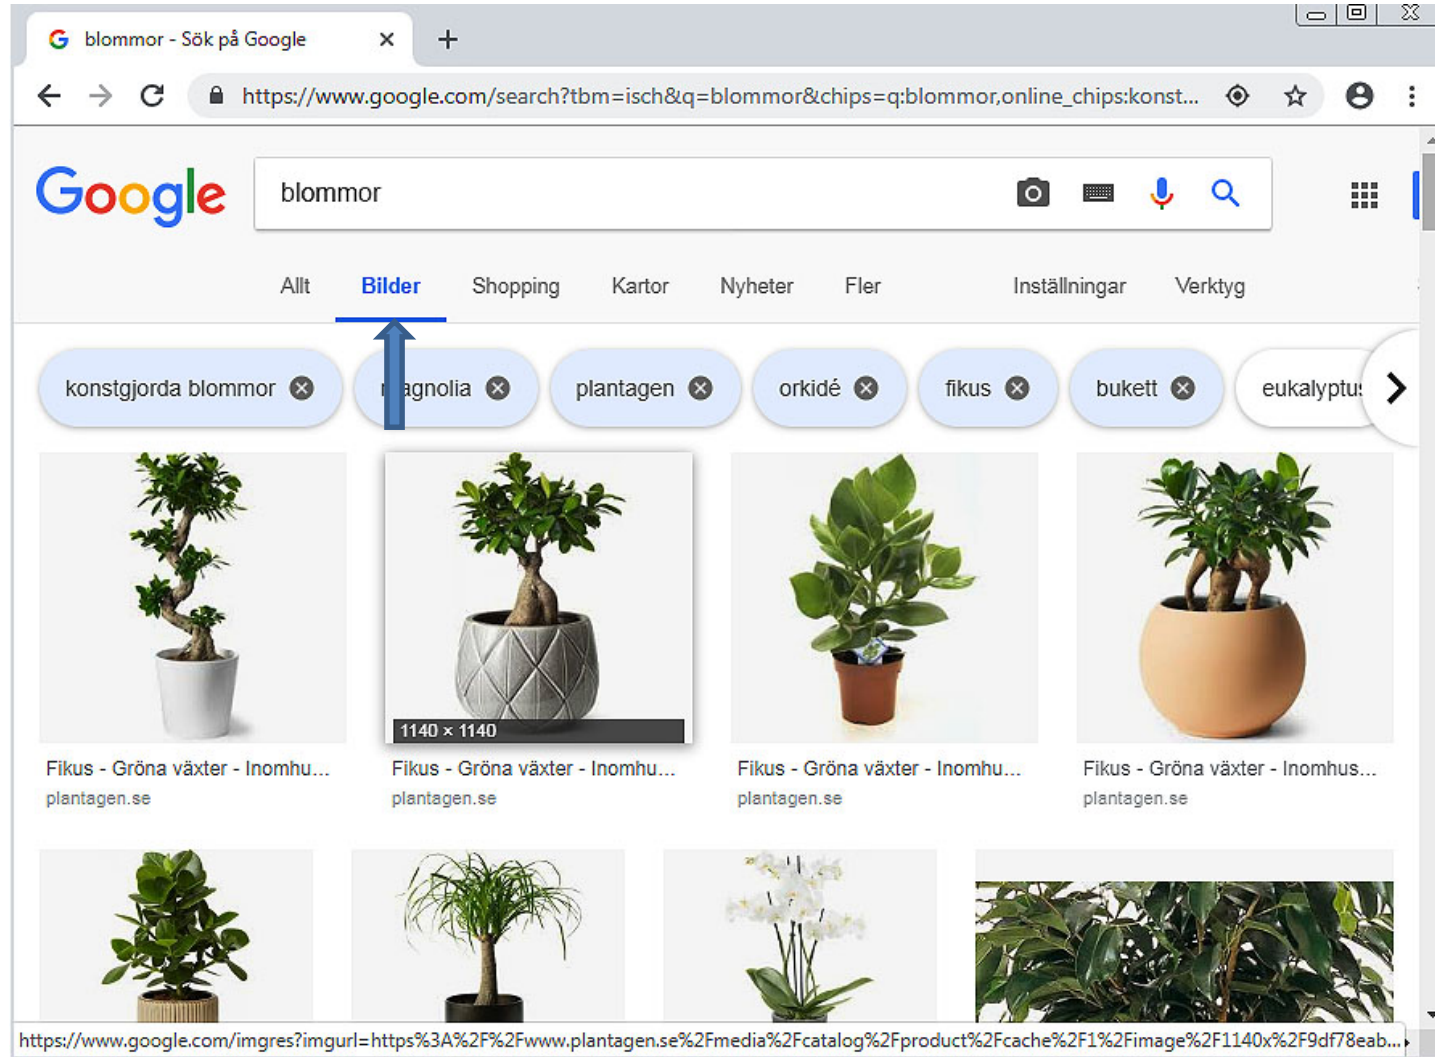 blommor - Sök på Google
https://www.google.com/search?tbm=isch&q=blommor&chips=q:blommor,online_chips:konst...
Google
blommor
Allt Bilder Shopping Kartor Nyheter Fler Inställningar Verktyg
konstgjorda blommor magnolia plantagen orkidé fikus bukett eukalyptus
1140 × 1140
Fikus - Gröna växter - Inomhu... Fikus - Gröna växter - Inomhu... Fikus - Gröna växter - Inomhu... Fikus - Gröna växter - Inomhus...
plantagen.se plantagen.se plantagen.se plantagen.se
https://www.google.com/imgres?imgurl=https%3A%2F%2Fwww.plantagen.se%2Fmedia%2Fcatalog%2Fproduct%2Fcache%2F1%2Fimage%2F1140x%2F9df78eab...